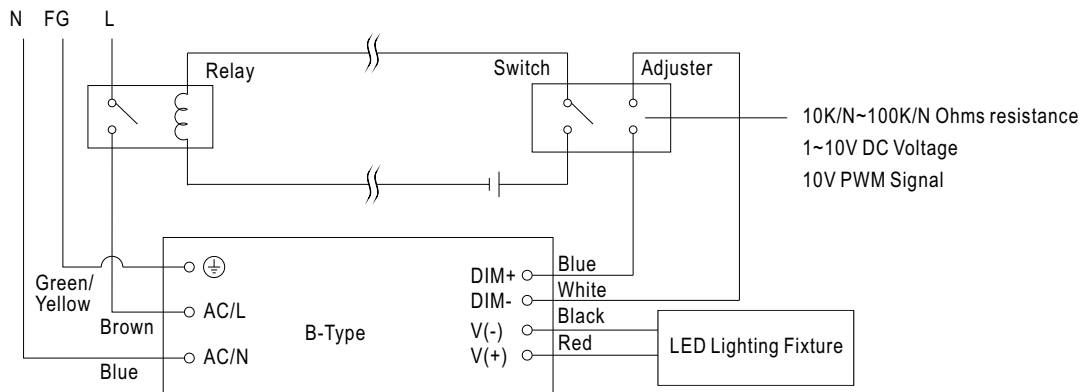 N FG L
Relay
Switch
Adjuster
10K/N~100K/N Ohms resistance
1~10V DC Voltage
10V PWM Signal
Green/
Yellow
Brown
Blue
AC/L
AC/N
B-Type
DIM+
DIM-
V(-)
V(+)
Blue
White
Black
Red
LED Lighting Fixture